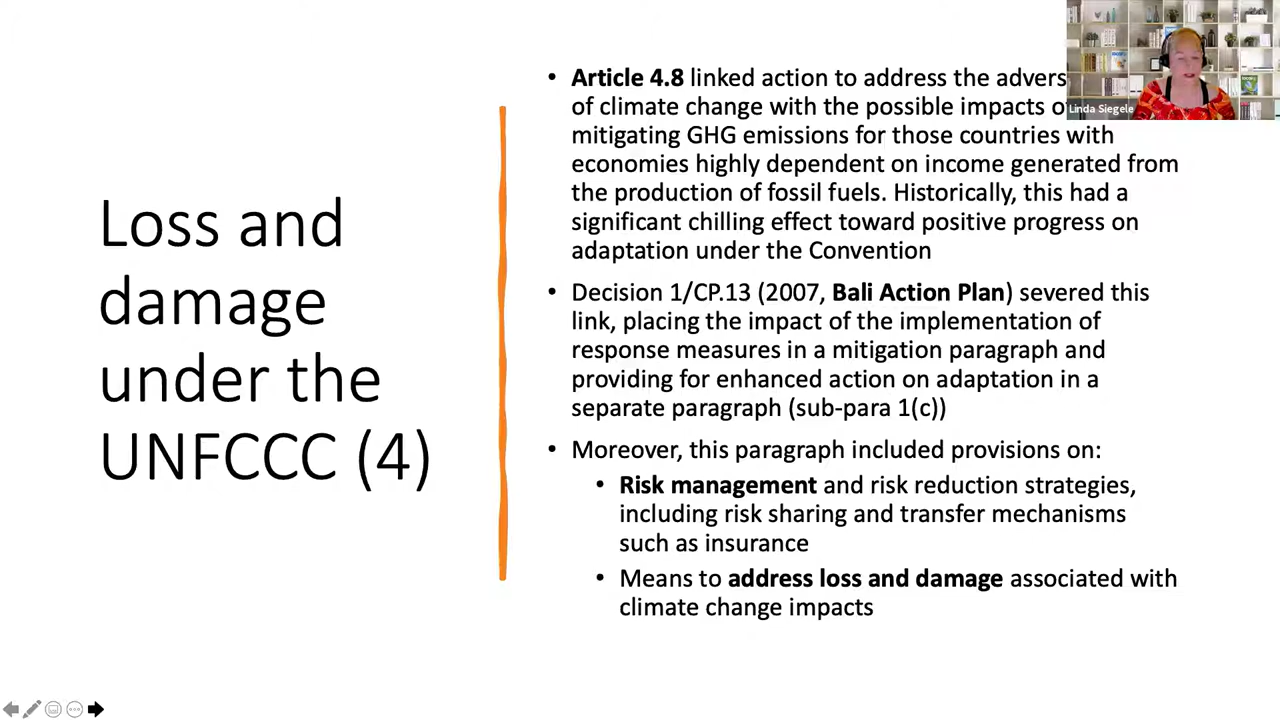 Loss and
damage
under the
UNFCCC (4)
• Article 4.8 linked action to address the advers
of climate change with the possible impacts o
mitigating GHG emissions for those countries with
economies highly dependent on income generated from
the production of fossil fuels. Historically, this had a
significant chilling effect toward positive progress on
adaptation under the Convention
• Decision 1/CP.13 (2007, Bali Action Plan) severed this
link, placing the impact of the implementation of
response measures in a mitigation paragraph and
providing for enhanced action on adaptation in a
separate paragraph (sub-para 1(c))
• Moreover, this paragraph included provisions on:
• Risk management and risk reduction strategies,
including risk sharing and transfer mechanisms
such as insurance
• Means to address loss and damage associated with
climate change impacts
Linda Siegele